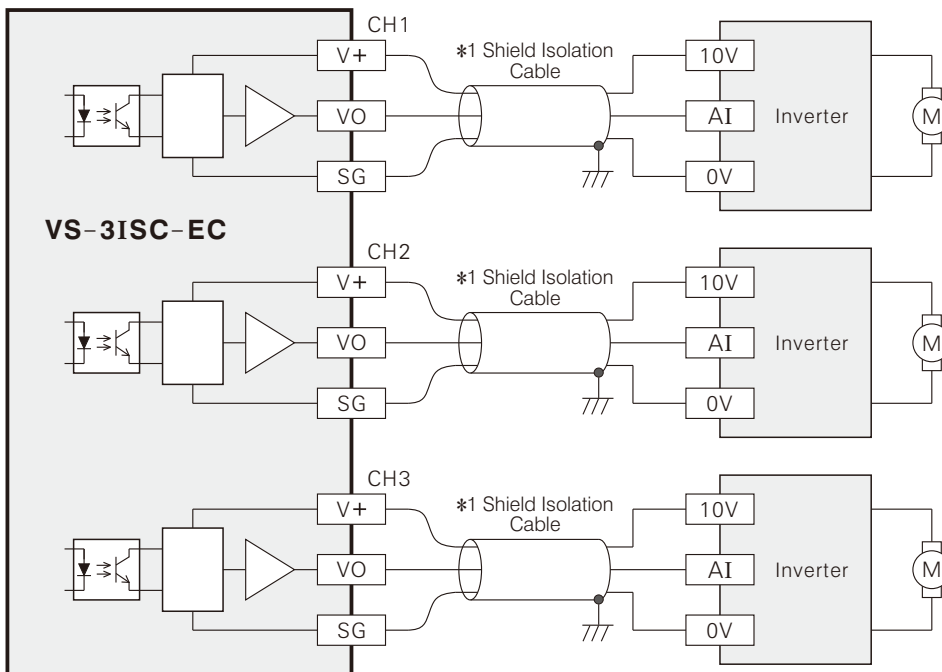 CH1
V+
*1 Shield Isolation
Cable
10V
VO
AI
Inverter
M
SG
0V
VS-3ISC-EC
CH2
V+
*1 Shield Isolation
Cable
10V
VO
AI
Inverter
M
SG
0V
CH3
V+
*1 Shield Isolation
Cable
10V
VO
AI
Inverter
M
SG
0V